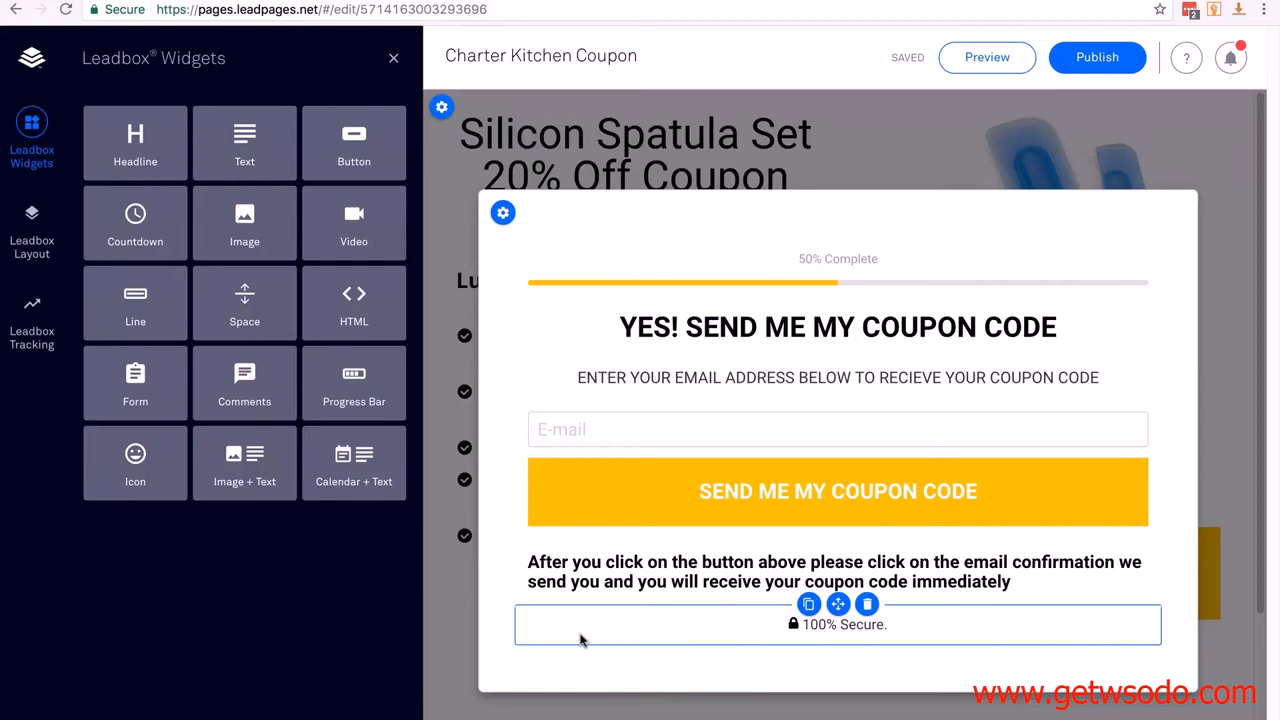 Secure
https://pages.leadpages.net/#/edit/5714163003293696
2
Leadbox® Widgets
Charter Kitchen Coupon
SAVED
Preview
Publish
?
Leadbox
Widgets
Leadbox
Layout
Leadbox
Tracking
H
Headline
Text
Button
Countdown
Image
Video
Line
Space
HTML
Form
Comments
Progress Bar
Icon
Image + Text
Calendar + Text
Silicon Spatula Set
20% Off Coupon
Lu
50% Complete
YES! SEND ME MY COUPON CODE
ENTER YOUR EMAIL ADDRESS BELOW TO RECIEVE YOUR COUPON CODE
E-mail
SEND ME MY COUPON CODE
After you click on the button above please click on the email confirmation we
send you and you will receive your coupon code immediately
100% Secure.
www.getwsodo.com